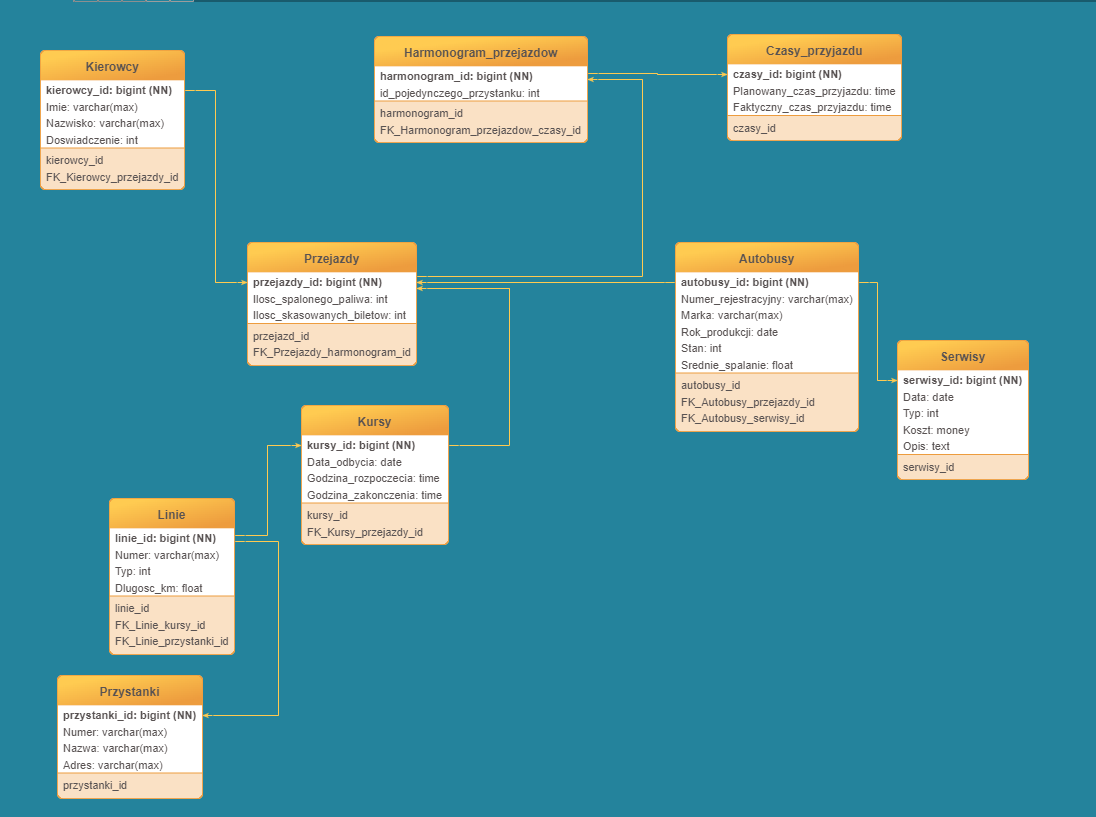 Kierowcy
kierowcy_id: bigint (NN)
Imie: varchar(max)
Nazwisko: varchar(max)
Doswiadczenie: int
kierowcy_id
FK_Kierowcy_przejazdy_id
Harmonogram_przejazdow
harmonogram_id: bigint (NN)
id_pojedynczego_przystanku: int
harmonogram_id
FK_Harmonogram_przejazdow_czasy_id
Czasy_przyjazdu
czasy_id: bigint (NN)
Planowany_czas_przyjazdu: time
Faktyczny_czas_przyjazdu: time
czasy_id
Przejazdy
przejazdy_id: bigint (NN)
Ilosc_spalonego_paliwa: int
Ilosc_skasowanych_biletow: int
przejazd_id
FK_Przejazdy_harmonogram_id
Autobusy
autobusy_id: bigint (NN)
Numer_rejestracyjny: varchar(max)
Marka: varchar(max)
Rok_produkcji: date
Stan: int
Srednie_spalanie: float
autobusy_id
FK_Autobusy_przejazdy_id
FK_Autobusy_serwisy_id
Serwisy
serwisy_id: bigint (NN)
Data: date
Typ: int
Koszt: money
Opis: text
serwisy_id
Kursy
kursy_id: bigint (NN)
Data_odbycia: date
Godzina_rozpoczecia: time
Godzina_zakonczenia: time
kursy_id
FK_Kursy_przejazdy_id
Linie
linie_id: bigint (NN)
Numer: varchar(max)
Typ: int
Dlugosc_km: float
linie_id
FK_Linie_kursy_id
FK_Linie_przystanki_id
Przystanki
przystanki_id: bigint (NN)
Numer: varchar(max)
Nazwa: varchar(max)
Adres: varchar(max)
przystanki_id